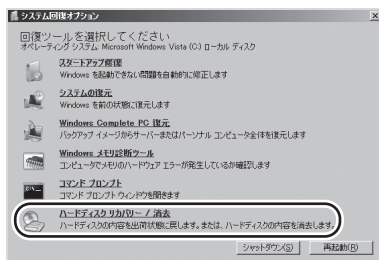 システム回復オプション
回復ツールを選択してください
オペレーティング システム: Microsoft Windows Vista (C:) ローカル ディスク
スタートアップ修復
Windows を起動できない問題を自動的に修正します
システムの復元
Windows を前の状態に復元します
Windows Complete PC 復元
バックアップ イメージからサーバーまたはパーソナル コンピュータ全体を復元します
Windows メモリ診断ツール
コンピュータでメモリのハードウェア エラーが発生しているか確認します
コマンド プロンプト
コマンド プロンプト ウィンドウを開きます
ハードディスク リカバリー / 消去
ハードディスクの内容を出荷状態に戻します。または、ハードディスクの内容を消去します。
シャットダウン(S)
再起動(R)